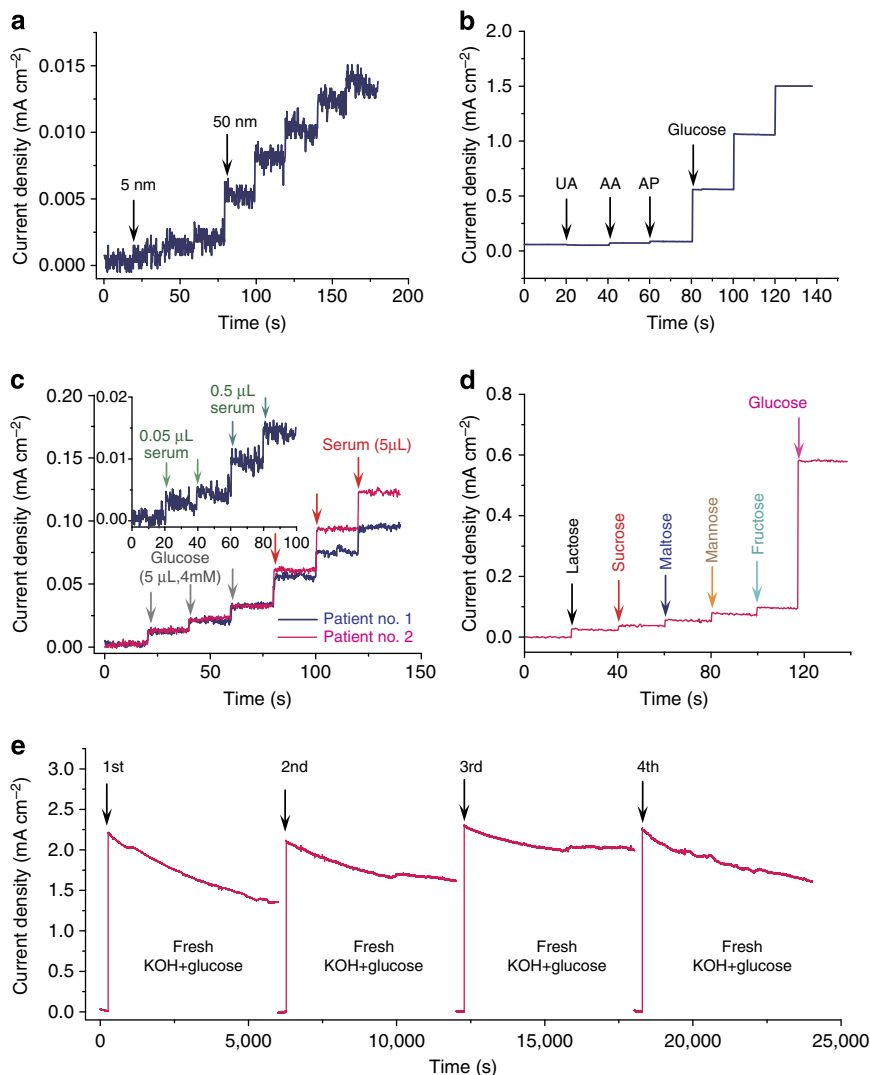 a
Current density (mA cm⁻²)
0.015
0.010
0.005
0.000
5 nm
50 nm
0 50 100 150 200
Time (s)
b
Current density (mA cm⁻²)
2.0
1.5
1.0
0.5
0.0
UA AA AP Glucose
0 20 40 60 80 100 120 140
Time (s)
c
Current density (mA cm⁻²)
0.20
0.15
0.10
0.05
0.00
0.02
0.01
0.00
0.05 μL
serum
0.5 μL
serum
0 20 40 60 80 100
Serum (5μL)
Glucose
(5 μL,4mM)
Patient no. 1
Patient no. 2
0 50 100 150
Time (s)
d
Current density (mA cm⁻²)
0.8
0.6
0.4
0.2
0.0
Lactose
Sucrose
Maltose
Mannose
Fructose
Glucose
0 40 80 120
Time (s)
e
Current density (mA cm⁻²)
3.0
2.5
2.0
1.5
1.0
0.5
0.0
1st 2nd 3rd 4th
Fresh
KOH+glucose
Fresh
KOH+glucose
Fresh
KOH+glucose
Fresh
KOH+glucose
0 5,000 10,000 15,000 20,000 25,000
Time (s)